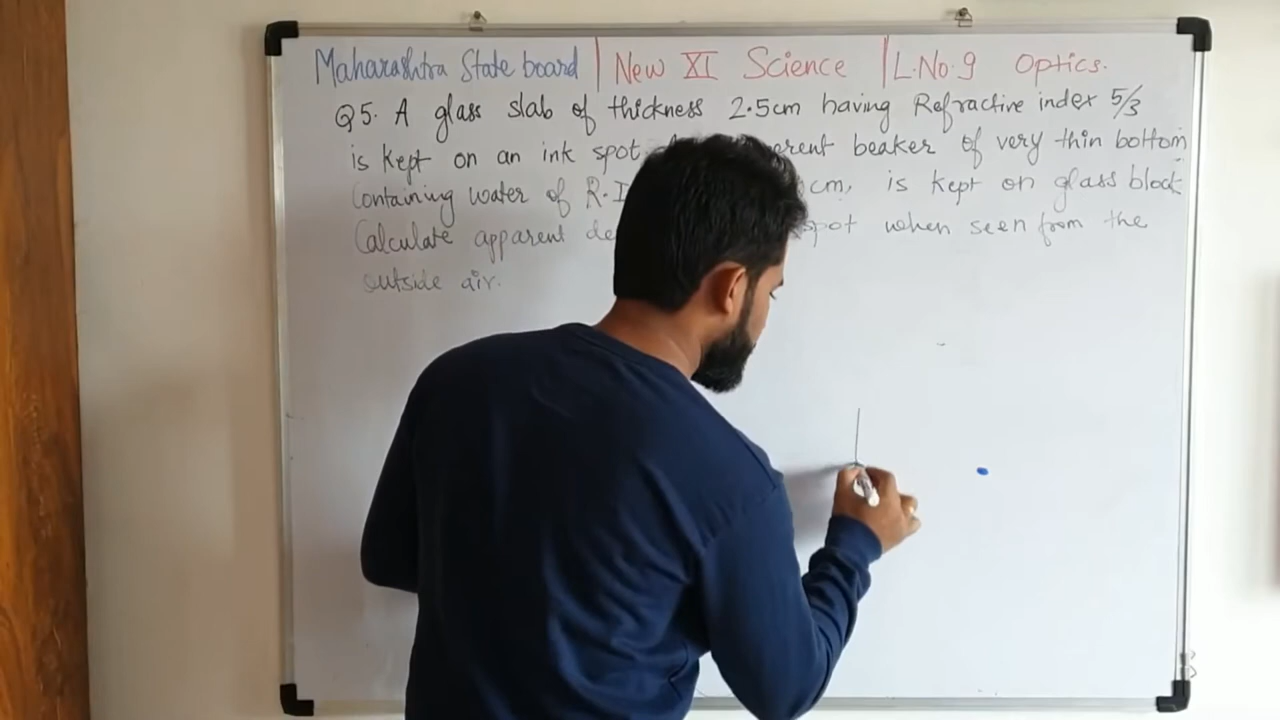 Maharashtra State board | New XI Science | L.No.9 Optics.
Q5. A glass slab of thickness 2.5cm having Refractive index 5/3
is kept on an ink spot beaker of very thin bottom
Containing water of R.I cm, is kept on glass block
Calculate apparent spot when seen from the
outside air.